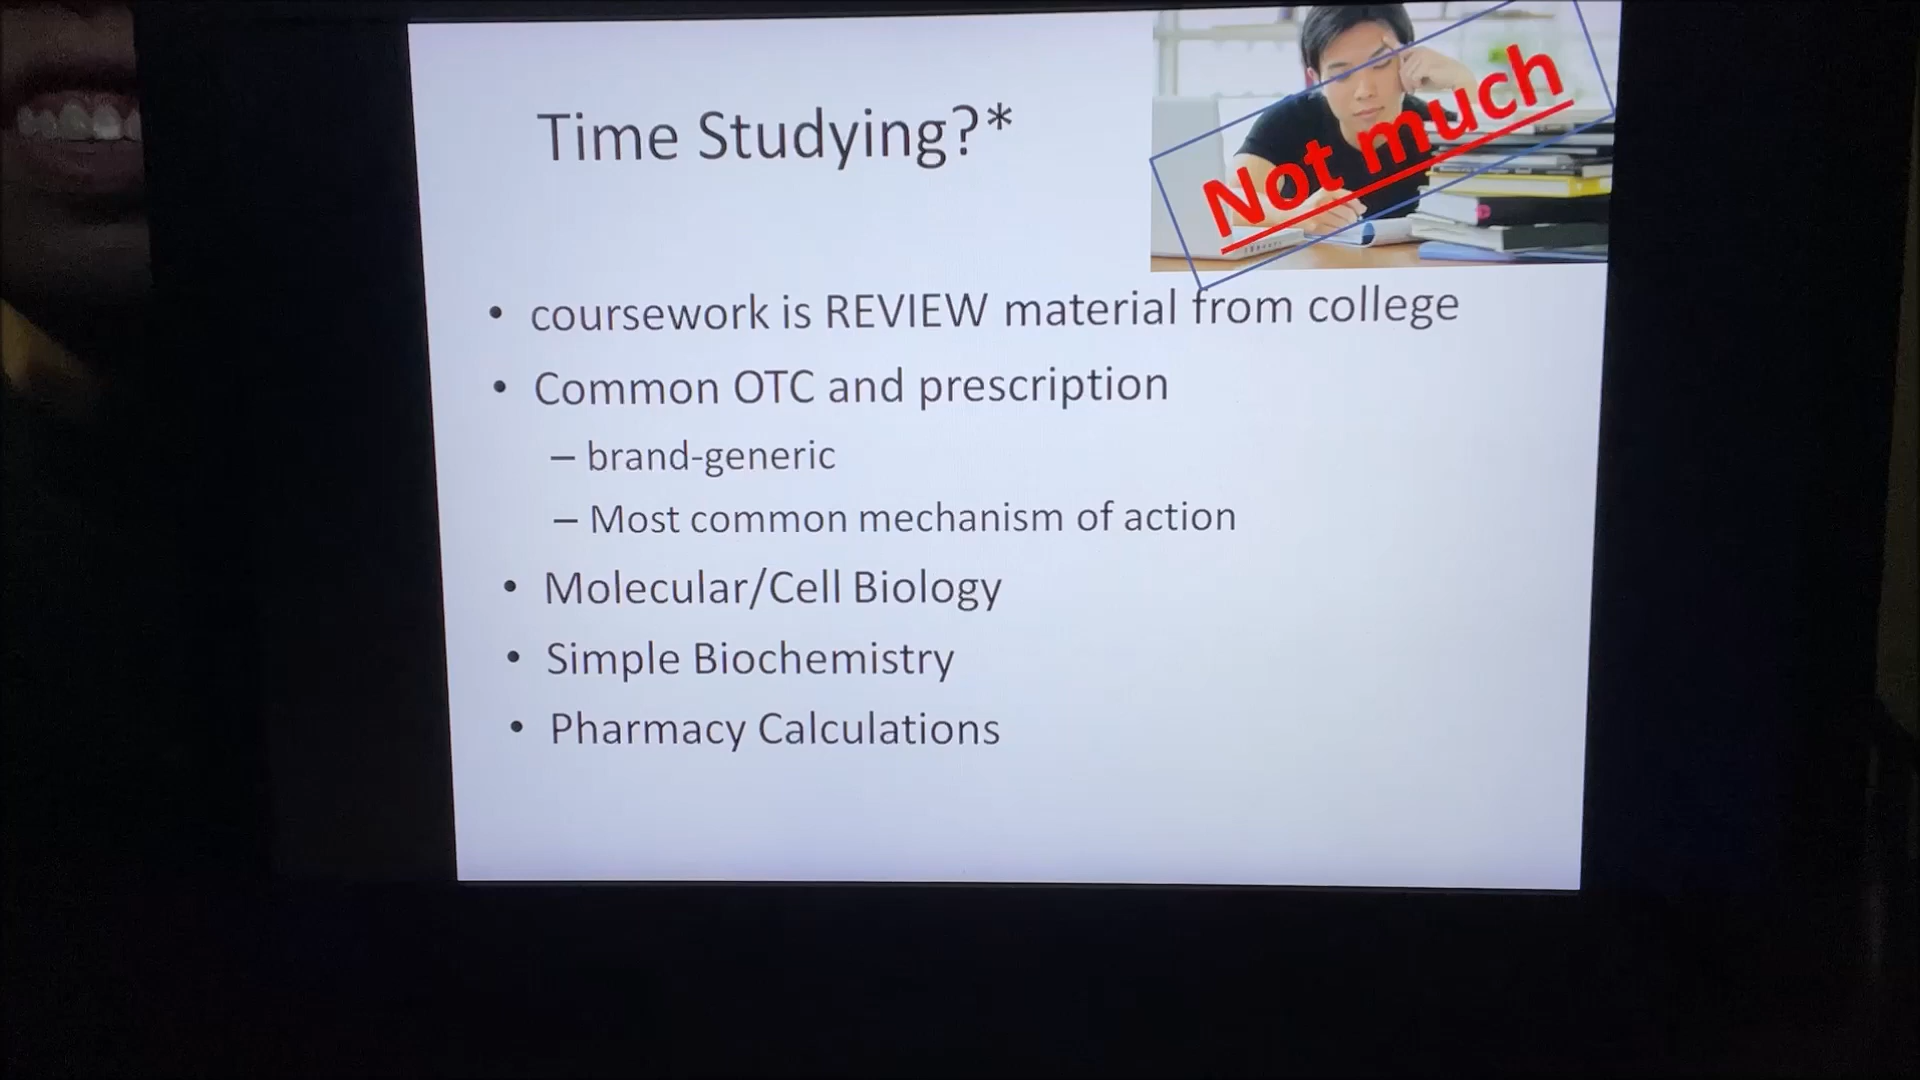 Time Studying?*
Not much
• coursework is REVIEW material from college
• Common OTC and prescription
– brand-generic
– Most common mechanism of action
• Molecular/Cell Biology
• Simple Biochemistry
• Pharmacy Calculations